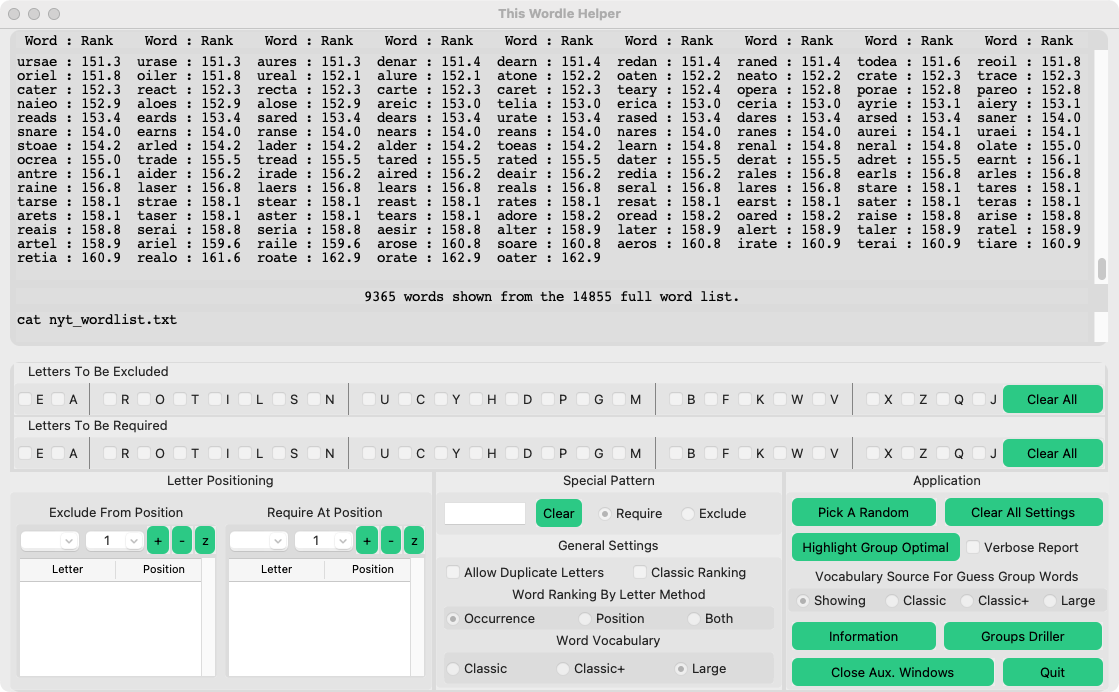 This Wordle Helper
Word : Rank Word : Rank Word : Rank Word : Rank Word : Rank Word : Rank Word : Rank Word : Rank Word : Rank
ursae : 151.3 urase : 151.3 aures : 151.3 denar : 151.4 dearn : 151.4 redan : 151.4 raned : 151.4 todea : 151.6 reoil : 151.8
oriel : 151.8 oiler : 151.8 ureal : 152.1 alure : 152.1 atone : 152.2 oaten : 152.2 neato : 152.2 crate : 152.3 trace : 152.3
cater : 152.3 react : 152.3 recta : 152.3 carte : 152.3 caret : 152.3 teary : 152.4 opera : 152.8 porae : 152.8 pareo : 152.8
naieo : 152.9 aloes : 152.9 alose : 152.9 areic : 153.0 telia : 153.0 erica : 153.0 ceria : 153.0 ayrie : 153.1 aiery : 153.1
reads : 153.4 eards : 153.4 sared : 153.4 dears : 153.4 urate : 153.4 rased : 153.4 dares : 153.4 arsed : 153.4 saner : 154.0
snare : 154.0 earns : 154.0 ranse : 154.0 nears : 154.0 reans : 154.0 nares : 154.0 ranes : 154.0 aurei : 154.1 uraei : 154.1
stoae : 154.2 arled : 154.2 lader : 154.2 alder : 154.2 toeas : 154.2 learn : 154.8 renal : 154.8 neral : 154.8 olate : 155.0
ocrea : 155.0 trade : 155.5 tread : 155.5 tared : 155.5 rated : 155.5 dater : 155.5 derat : 155.5 adret : 155.5 earnt : 156.1
antre : 156.1 aider : 156.2 irade : 156.2 aired : 156.2 deair : 156.2 redia : 156.2 rales : 156.8 earls : 156.8 arles : 156.8
raine : 156.8 laser : 156.8 laers : 156.8 lears : 156.8 reals : 156.8 seral : 156.8 lares : 156.8 stare : 158.1 tares : 158.1
tarse : 158.1 strae : 158.1 stear : 158.1 reast : 158.1 rates : 158.1 resat : 158.1 earst : 158.1 sater : 158.1 teras : 158.1
arets : 158.1 taser : 158.1 aster : 158.1 tears : 158.1 adore : 158.2 oread : 158.2 oared : 158.2 raise : 158.8 arise : 158.8
reais : 158.8 serai : 158.8 seria : 158.8 aesir : 158.8 alter : 158.9 later : 158.9 alert : 158.9 taler : 158.9 ratel : 158.9
artel : 158.9 ariel : 159.6 raile : 159.6 arose : 160.8 soare : 160.8 aeros : 160.8 irate : 160.9 terai : 160.9 tiare : 160.9
retia : 160.9 realo : 161.6 roate : 162.9 orate : 162.9 oater : 162.9
9365 words shown from the 14855 full word list.
cat nyt_wordlist.txt
Letters To Be Excluded
E A R O T I L S N U C Y H D P G M B F K W V X Z Q J Clear All
Letters To Be Required
E A R O T I L S N U C Y H D P G M B F K W V X Z Q J Clear All
Letter Positioning
Exclude From Position Require At Position
1 + - z 1 + - z
Letter Position Letter Position
Special Pattern
Clear Require Exclude
General Settings
Allow Duplicate Letters Classic Ranking
Word Ranking By Letter Method
Occurrence Position Both
Word Vocabulary
Classic Classic+ Large
Application
Pick A Random Clear All Settings
Highlight Group Optimal Verbose Report
Vocabulary Source For Guess Group Words
Showing Classic Classic+ Large
Information Groups Driller
Close Aux. Windows Quit